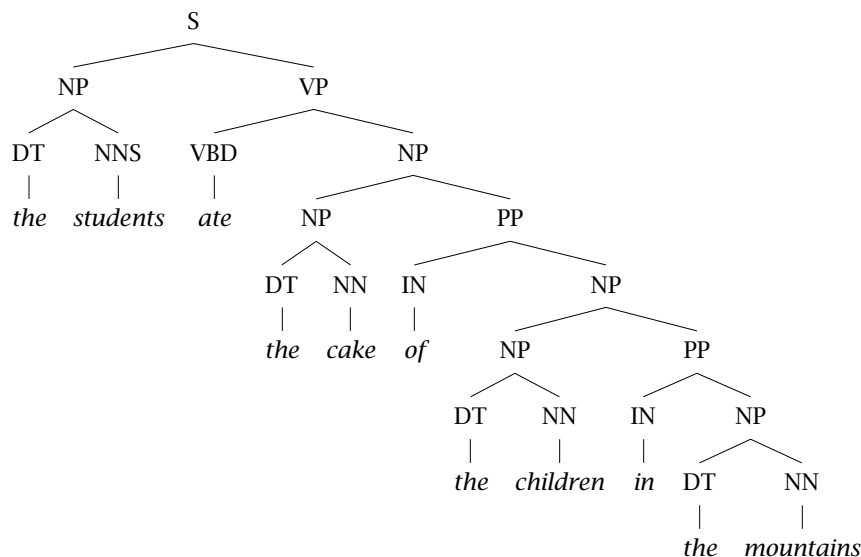 S
NP VP
DT NNS VBD NP
the students ate NP PP
DT NN IN NP
the cake of NP PP
DT NN IN NP
the children in DT NN
the mountains